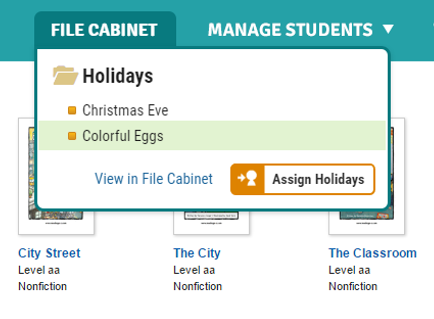 FILE CABINET MANAGE STUDENTS
Holidays
Christmas Eve
Colorful Eggs
View in File Cabinet Assign Holidays
City Street The City The Classroom
Level aa Level aa Level aa
Nonfiction Nonfiction Nonfiction